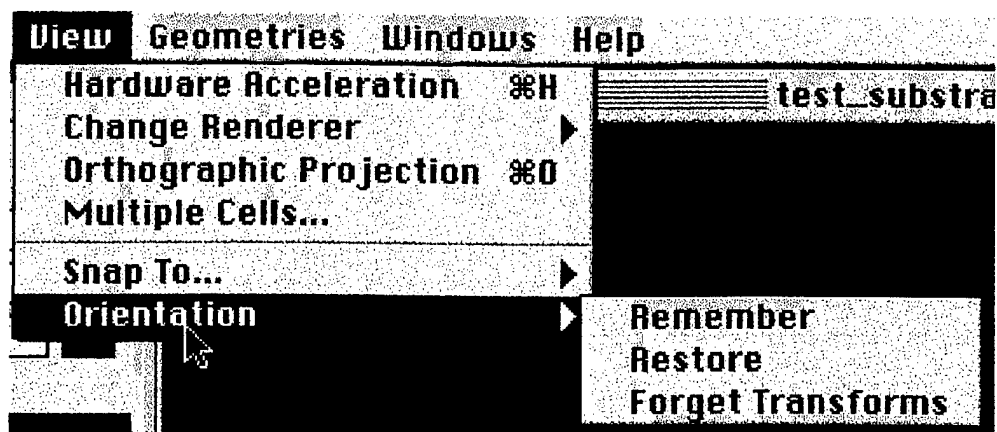 View Geometries Windows Help
Hardware Acceleration ⌘H
test_substra
Change Renderer
Orthographic Projection ⌘O
Multiple Cells...
Snap To...
Orientation
Remember
Restore
Forget Transforms